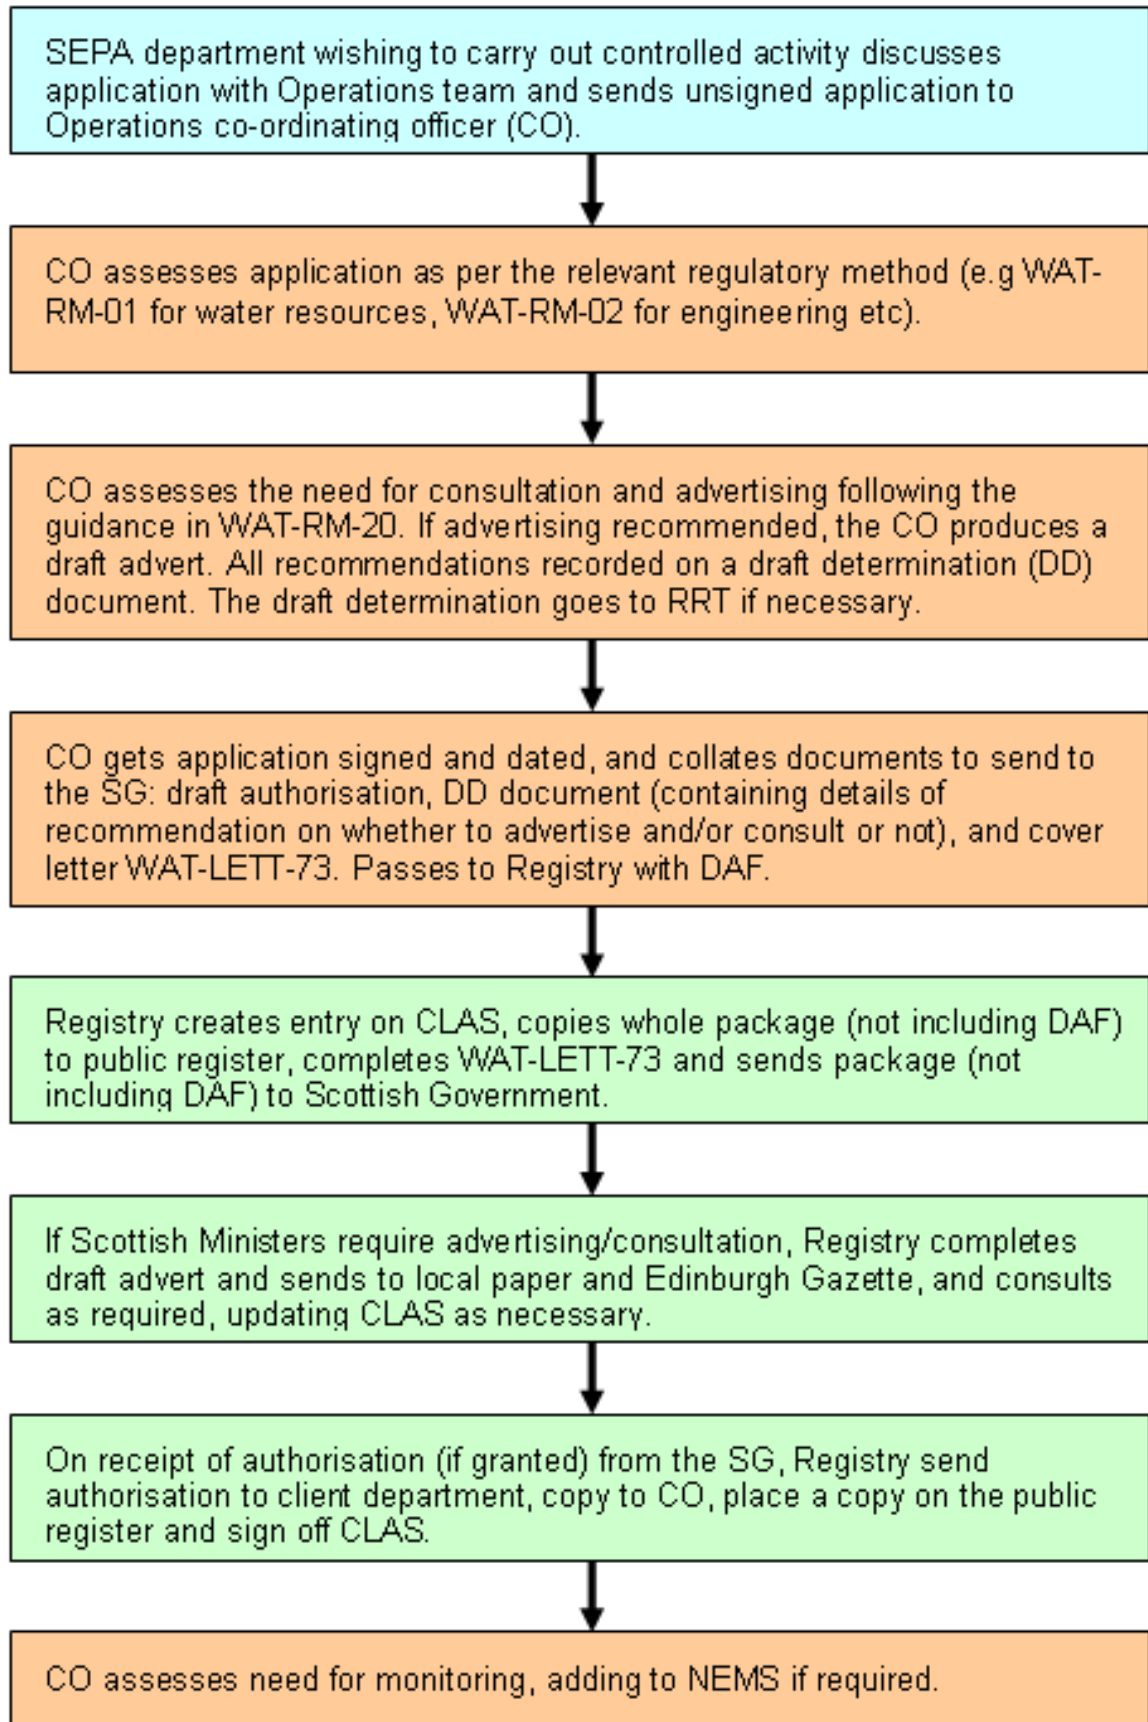 SEPA department wishing to carry out controlled activity discusses
application with Operations team and sends unsigned application to
Operations co-ordinating officer (CO).
CO assesses application as per the relevant regulatory method (e.g WAT-
RM-01 for water resources, WAT-RM-02 for engineering etc).
CO assesses the need for consultation and advertising following the
guidance in WAT-RM-20. If advertising recommended, the CO produces a
draft advert. All recommendations recorded on a draft determination (DD)
document. The draft determination goes to RRT if necessary.
CO gets application signed and dated, and collates documents to send to
the SG: draft authorisation, DD document (containing details of
recommendation on whether to advertise and/or consult or not), and cover
letter WAT-LETT-73. Passes to Registry with DAF.
Registry creates entry on CLAS, copies whole package (not including DAF)
to public register, completes WAT-LETT-73 and sends package (not
including DAF) to Scottish Government.
If Scottish Ministers require advertising/consultation, Registry completes
draft advert and sends to local paper and Edinburgh Gazette, and consults
as required, updating CLAS as necessary.
On receipt of authorisation (if granted) from the SG, Registry send
authorisation to client department, copy to CO, place a copy on the public
register and sign off CLAS.
CO assesses need for monitoring, adding to NEMS if required.